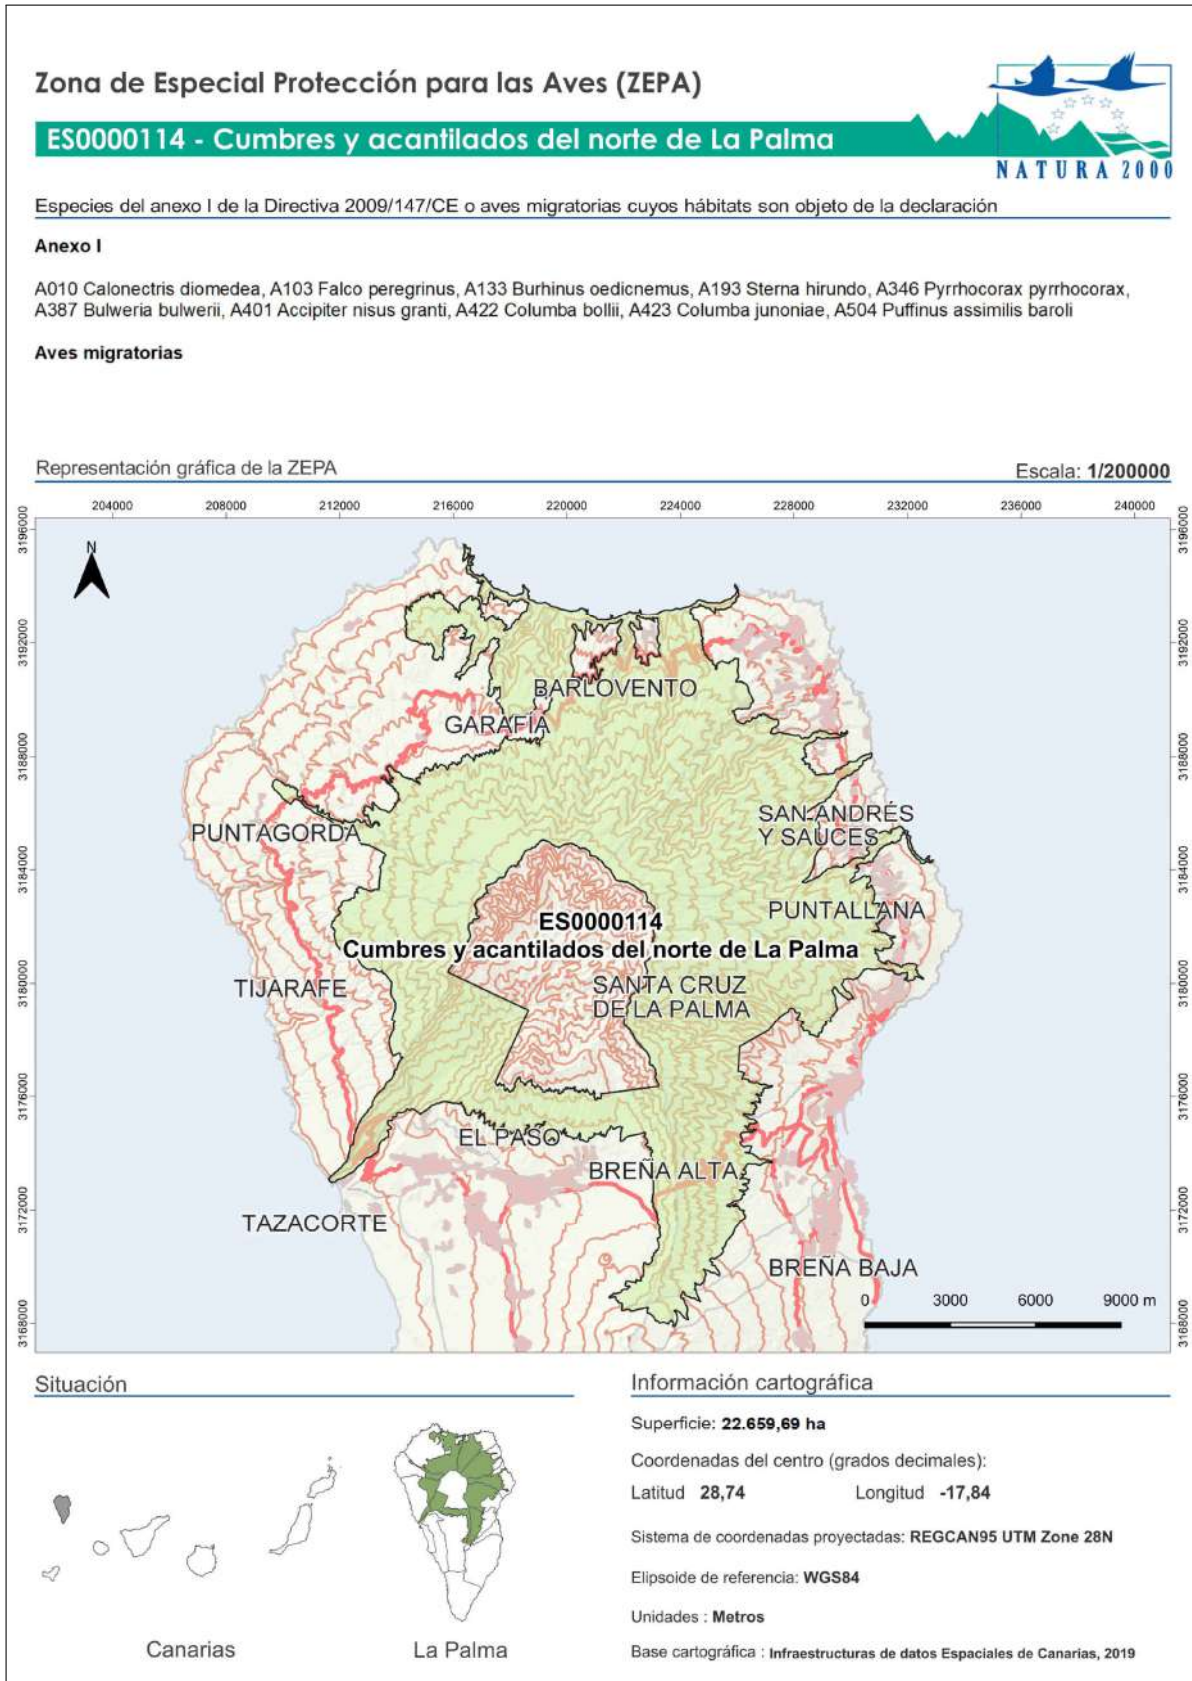 Zona de Especial Protección para las Aves (ZEPA)
ES0000114 - Cumbres y acantilados del norte de La Palma
NATURA 2000
Especies del anexo I de la Directiva 2009/147/CE o aves migratorias cuyos hábitats son objeto de la declaración
Anexo I
A010 Calonectris diomedea, A103 Falco peregrinus, A133 Burhinus oedicnemus, A193 Sterna hirundo, A346 Pyrrhocorax pyrrhocorax,
A387 Bulweria bulwerii, A401 Accipiter nisus granti, A422 Columba bollii, A423 Columba junoniae, A504 Puffinus assimilis baroli
Aves migratorias
Representación gráfica de la ZEPA
Escala: 1/200000
204000 208000 212000 216000 220000 224000 228000 232000 236000 240000
3196000 3196000
N
3192000 3192000
BARLOVENTO
GARAFÍA
3188000 3188000
SAN ANDRÉS
Y SAUCES
PUNTAGORDA
3184000 3184000
PUNTALLANA
ES0000114
Cumbres y acantilados del norte de La Palma
3180000 3180000
TIJARAFE
SANTA CRUZ
DE LA PALMA
3176000 3176000
EL PASO
BREÑA ALTA
3172000 3172000
TAZACORTE
BREÑA BAJA
0 3000 6000 9000 m
3168000 3168000
Situación
Canarias
La Palma
Información cartográfica
Superficie: 22.659,69 ha
Coordenadas del centro (grados decimales):
Latitud 28,74 Longitud -17,84
Sistema de coordenadas proyectadas: REGCAN95 UTM Zone 28N
Elipsoide de referencia: WGS84
Unidades : Metros
Base cartográfica : Infraestructuras de datos Espaciales de Canarias, 2019